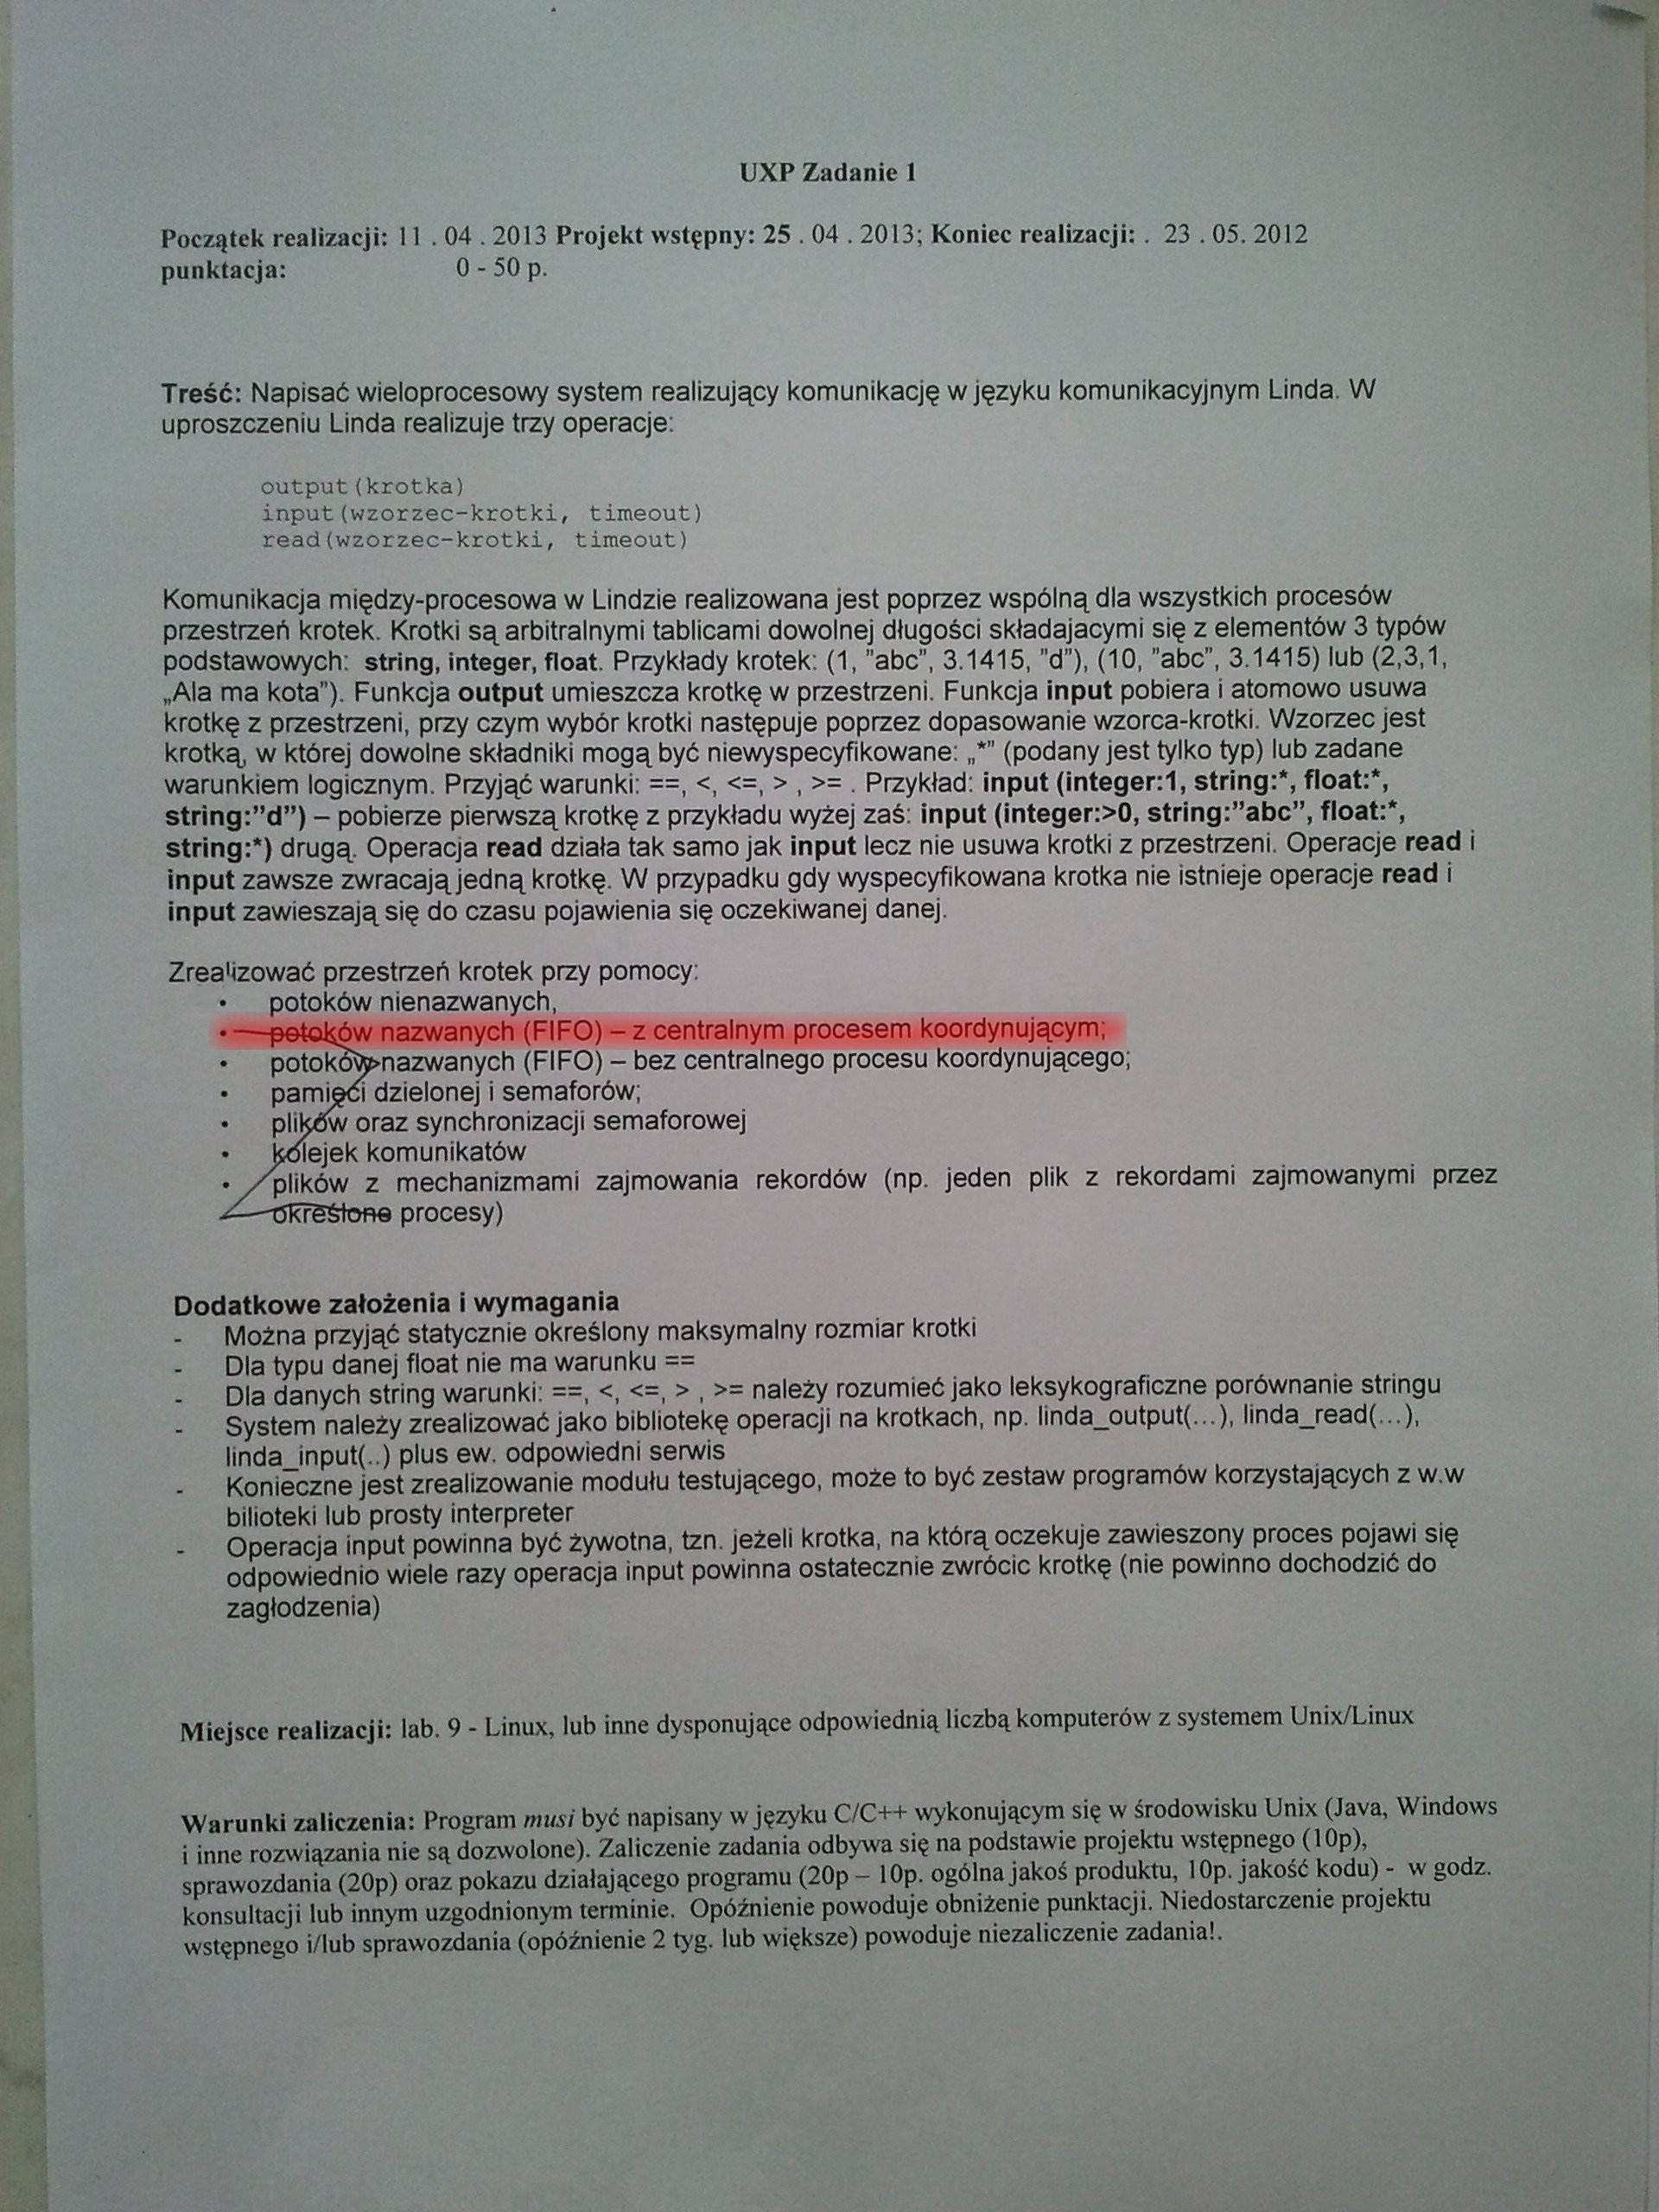 UXP Zadanie 1
Początek realizacji: 11 . 04 . 2013 Projekt wstępny: 25 . 04 . 2013; Koniec realizacji: . 23 . 05. 2012
punktacja: 0 - 50 p.
Treść: Napisać wieloprocesowy system realizujący komunikację w języku komunikacyjnym Linda. W
uproszczeniu Linda realizuje trzy operacje:
output(krotka)
input(wzorzec-krotki, timeout)
read(wzorzec-krotki, timeout)
Komunikacja między-procesowa w Lindzie realizowana jest poprzez wspólną dla wszystkich procesów
przestrzeń krotek. Krotki są arbitralnymi tablicami dowolnej długości składajacymi się z elementów 3 typów
podstawowych: string, integer, float. Przykłady krotek: (1, "abc", 3.1415, "d"), (10, "abc", 3.1415) lub (2,3,1,
„Ala ma kota"). Funkcja output umieszcza krotkę w przestrzeni. Funkcja input pobiera i atomowo usuwa
krotkę z przestrzeni, przy czym wybór krotki następuje poprzez dopasowanie wzorca-krotki. Wzorzec jest
krotką, w której dowolne składniki mogą być niewyspecyfikowane: „*" (podany jest tylko typ) lub zadane
warunkiem logicznym. Przyjąć warunki: ==, <, <=, > , >= . Przykład: input (integer:1, string:*, float:*,
string:"d") – pobierze pierwszą krotkę z przykładu wyżej zaś: input (integer:>0, string:"abc", float:*,
string:*) drugą. Operacja read działa tak samo jak input lecz nie usuwa krotki z przestrzeni. Operacje read i
input zawsze zwracają jedną krotkę. W przypadku gdy wyspecyfikowana krotka nie istnieje operacje read i
input zawieszają się do czasu pojawienia się oczekiwanej danej.
Zrealizować przestrzeń krotek przy pomocy:
• potoków nienazwanych,
• potoków nazwanych (FIFO) – z centralnym procesem koordynującym;
• potoków nazwanych (FIFO) – bez centralnego procesu koordynującego;
• pamięci dzielonej i semaforów;
• plików oraz synchronizacji semaforowej
• kolejek komunikatów
• plików z mechanizmami zajmowania rekordów (np. jeden plik z rekordami zajmowanymi przez
określone procesy)
Dodatkowe założenia i wymagania
- Można przyjąć statycznie określony maksymalny rozmiar krotki
- Dla typu danej float nie ma warunku ==
- Dla danych string warunki: ==, <, <=, > , >= należy rozumieć jako leksykograficzne porównanie stringu
- System należy zrealizować jako bibliotekę operacji na krotkach, np. linda_output(...), linda_read(...),
linda_input(..) plus ew. odpowiedni serwis
- Konieczne jest zrealizowanie modułu testującego, może to być zestaw programów korzystających z w.w
bilioteki lub prosty interpreter
- Operacja input powinna być żywotna, tzn. jeżeli krotka, na którą oczekuje zawieszony proces pojawi się
odpowiednio wiele razy operacja input powinna ostatecznie zwrócic krotkę (nie powinno dochodzić do
zagłodzenia)
Miejsce realizacji: lab. 9 - Linux, lub inne dysponujące odpowiednią liczbą komputerów z systemem Unix/Linux
Warunki zaliczenia: Program musi być napisany w języku C/C++ wykonującym się w środowisku Unix (Java, Windows
i inne rozwiązania nie są dozwolone). Zaliczenie zadania odbywa się na podstawie projektu wstępnego (10p),
sprawozdania (20p) oraz pokazu działającego programu (20p – 10p. ogólna jakoś produktu, 10p. jakość kodu) - w godz.
konsultacji lub innym uzgodnionym terminie. Opóźnienie powoduje obniżenie punktacji. Niedostarczenie projektu
wstępnego i/lub sprawozdania (opóźnienie 2 tyg. lub większe) powoduje niezaliczenie zadania!.